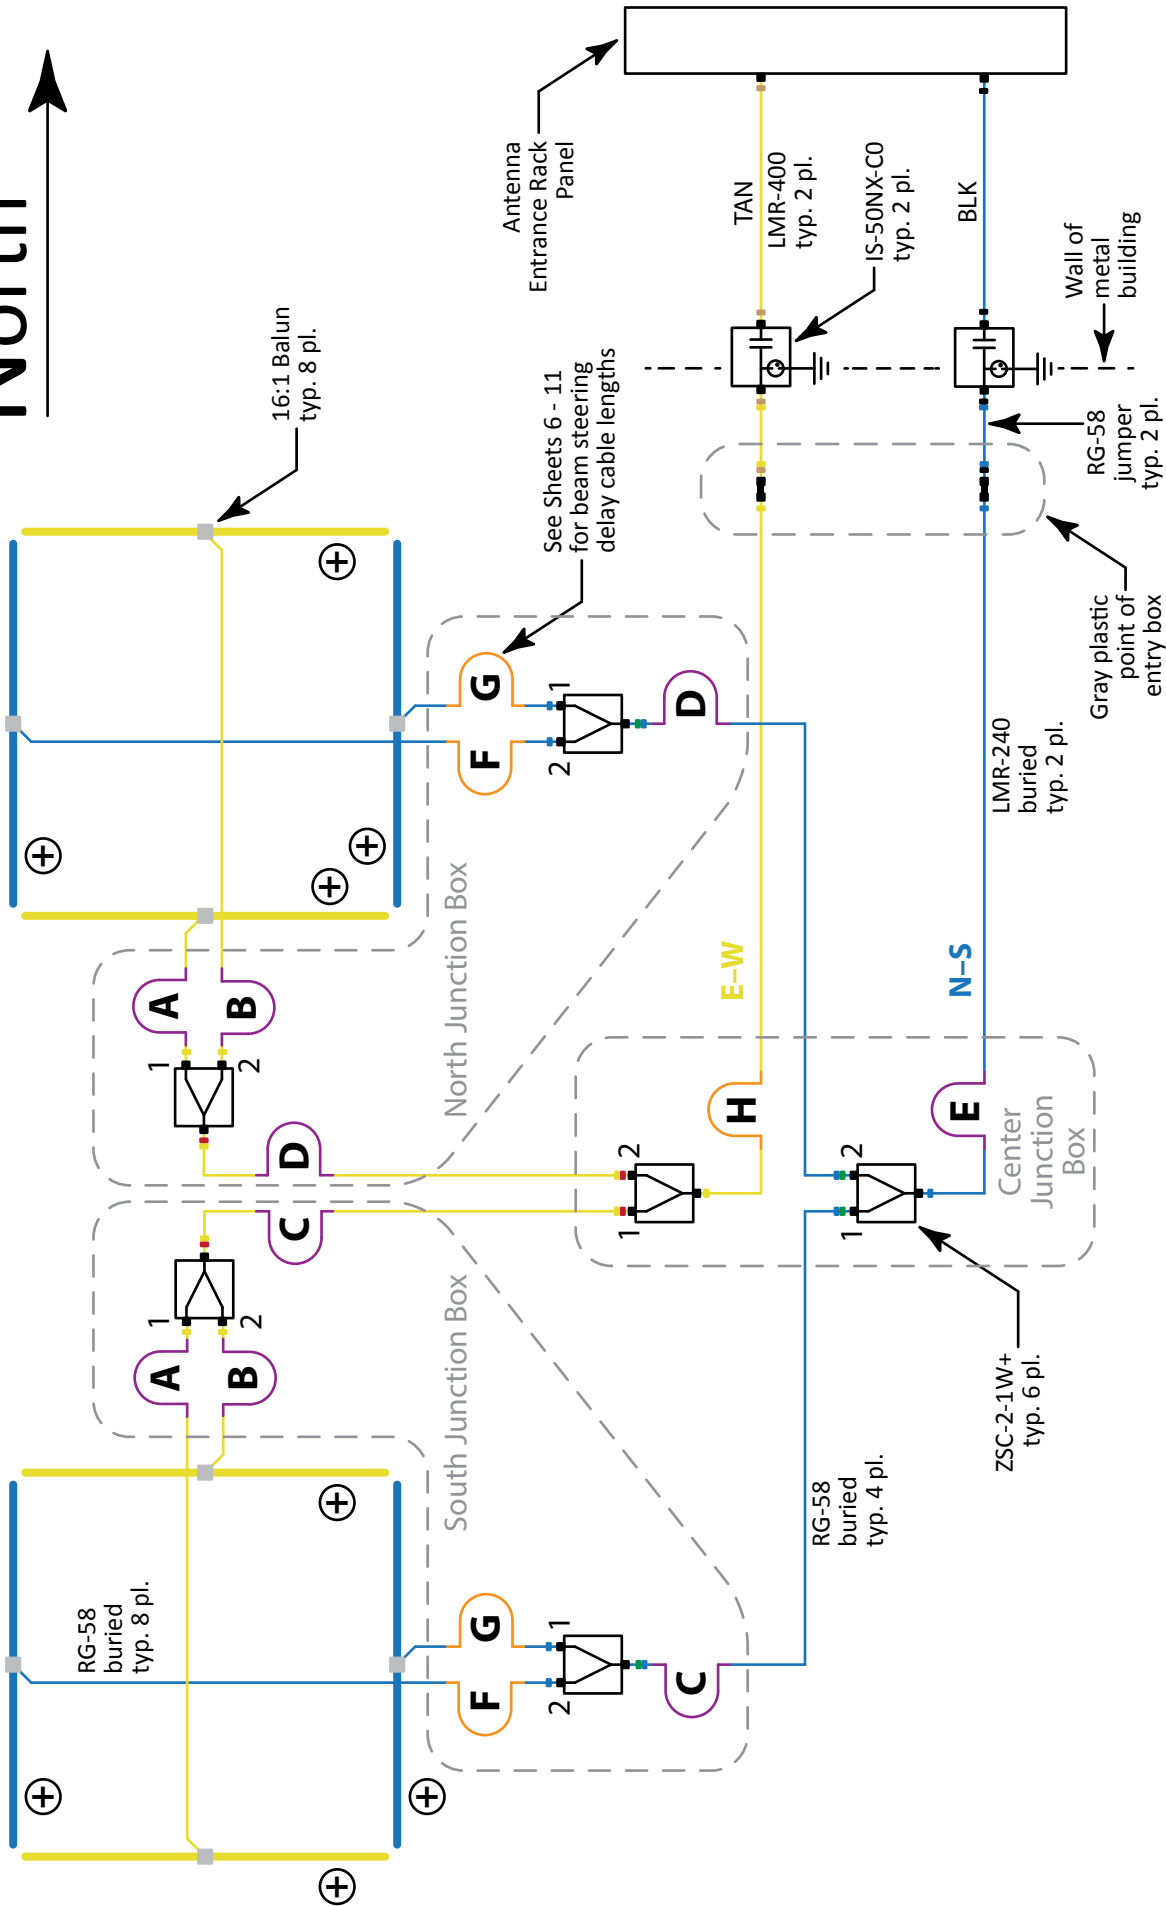 North
RG-58
buried
typ. 8 pl.
A
B
1
2
A
B
1
2
16:1 Balun
typ. 8 pl.
C
D
South Junction Box
North Junction Box
F
G
2
1
F
G
2
1
Antenna
Entrance Rack
Panel
See Sheets 6 - 11
for beam steering
delay cable lengths
C
D
1
2
H
E–W
TAN
LMR-400
typ. 2 pl.
RG-58
buried
typ. 4 pl.
1
2
IS-50NX-C0
typ. 2 pl.
E
N–S
BLK
ZSC-2-1W+
typ. 6 pl.
Center
Junction
Box
LMR-240
buried
typ. 2 pl.
Wall of
metal
building
RG-58
jumper
typ. 2 pl.
Gray plastic
point of
entry box